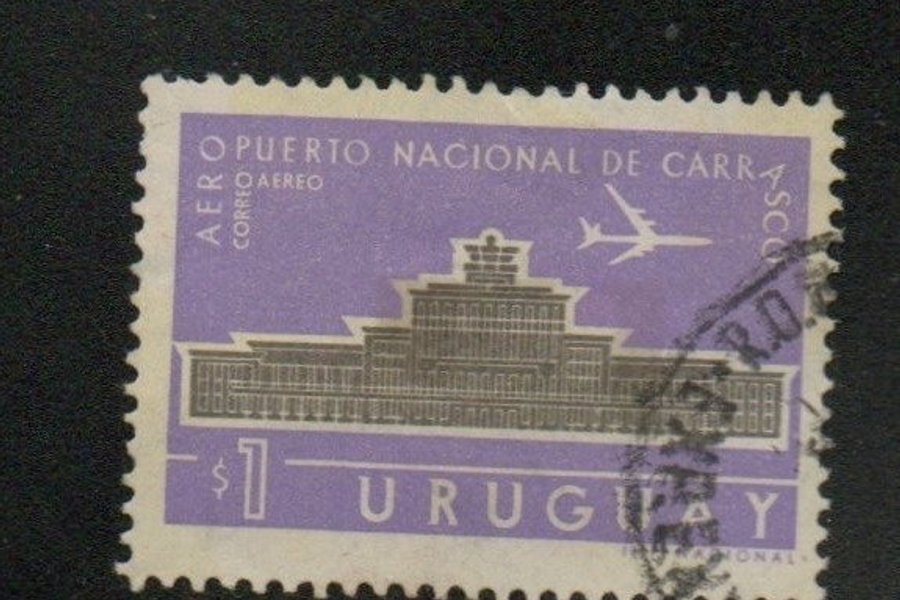 AEROPUERTO NACIONAL DE CARRASCO
CORREO AEREO
$1
URUGUAY
R.O.